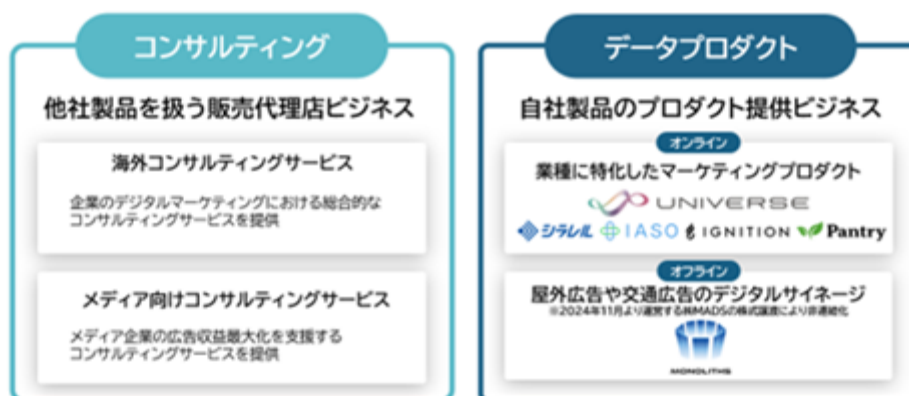 コンサルティング
他社製品を扱う販売代理店ビジネス
海外コンサルティングサービス
企業のデジタルマーケティングにおける総合的な
コンサルティングサービスを提供
メディア向けコンサルティングサービス
メディア企業の広告収益最大化を支援する
コンサルティングサービスを提供
データプロダクト
自社製品のプロダクト提供ビジネス
オンライン
業種に特化したマーケティングプロダクト
UNIVERSE
シラレル IASO IGNITION Pantry
オフライン
屋外広告や交通広告のデジタルサイネージ
※2024年11月より運営する㈱MADSの株式譲渡により非連結化
MONOLITHS